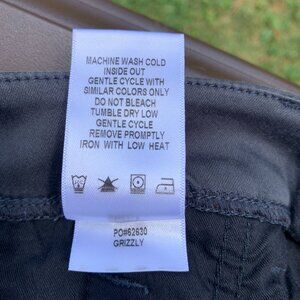 MACHINE WASH COLD
INSIDE OUT
GENTLE CYCLE WITH
SIMILAR COLORS ONLY
DO NOT BLEACH
TUMBLE DRY LOW
GENTLE CYCLE
REMOVE PROMPTLY
IRON WITH LOW HEAT
PO#62630
GRIZZLY